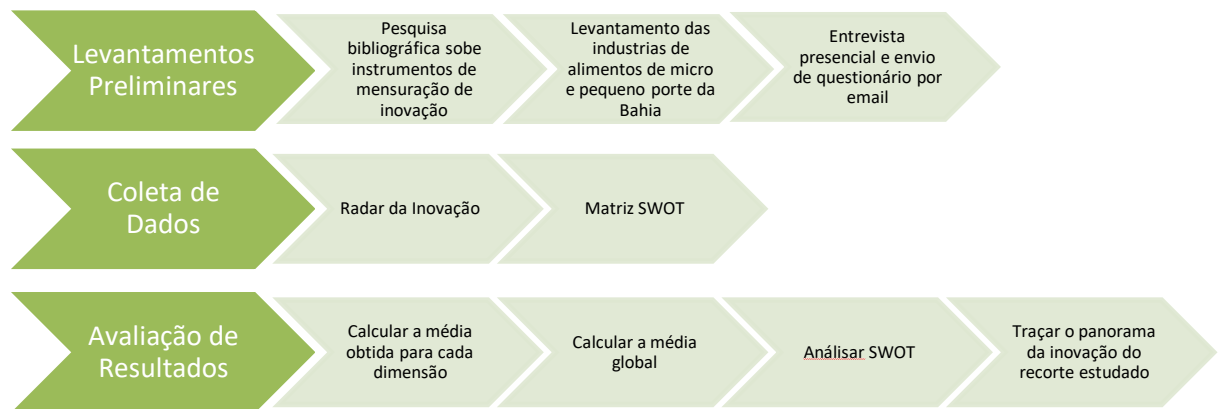 Levantamentos
Preliminares
Pesquisa
bibliográfica sobe
instrumentos de
mensuração de
inovação
Levantamento das
industrias de
alimentos de micro
e pequeno porte da
Bahia
Entrevista
presencial e envio
de questionário por
email
Coleta de
Dados
Radar da Inovação
Matriz SWOT
Avaliação de
Resultados
Calcular a média
obtida para cada
dimensão
Calcular a média
global
Análisar SWOT
Traçar o panorama
da inovação do
recorte estudado